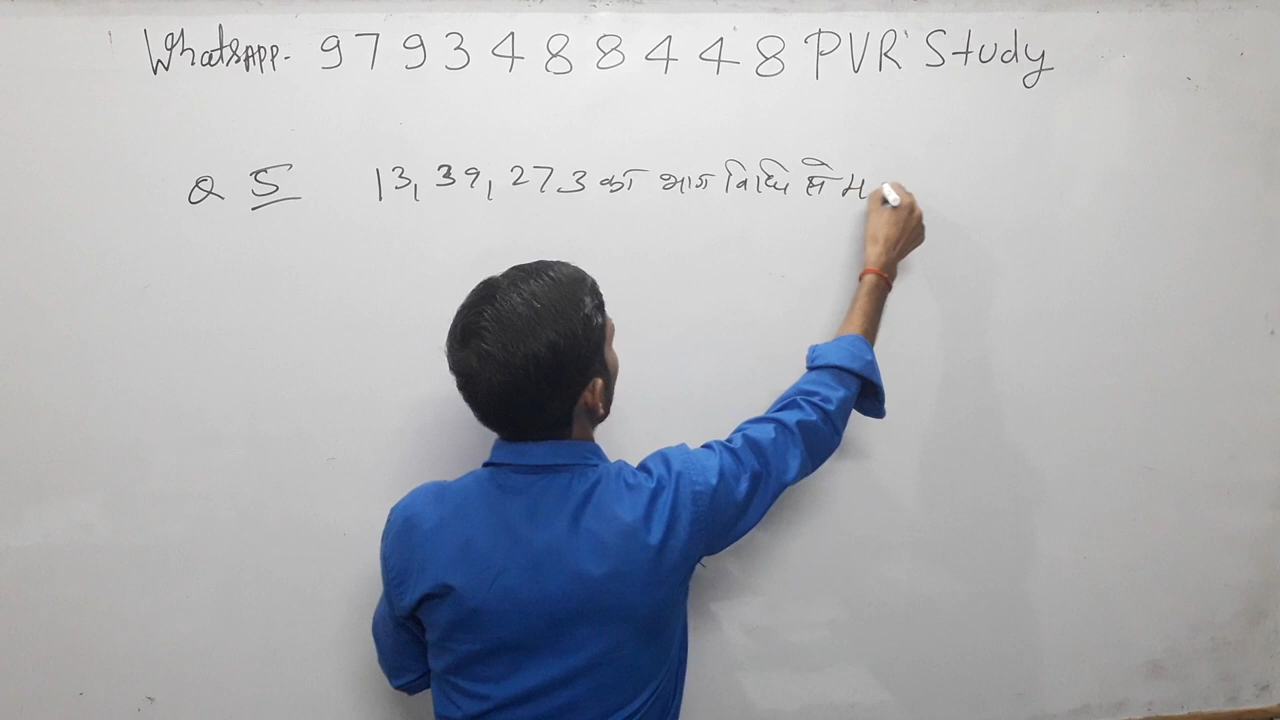 WhatsApp- 9793488448 PVR Study
Q 5 13, 39, 273 का भाग विधि से म